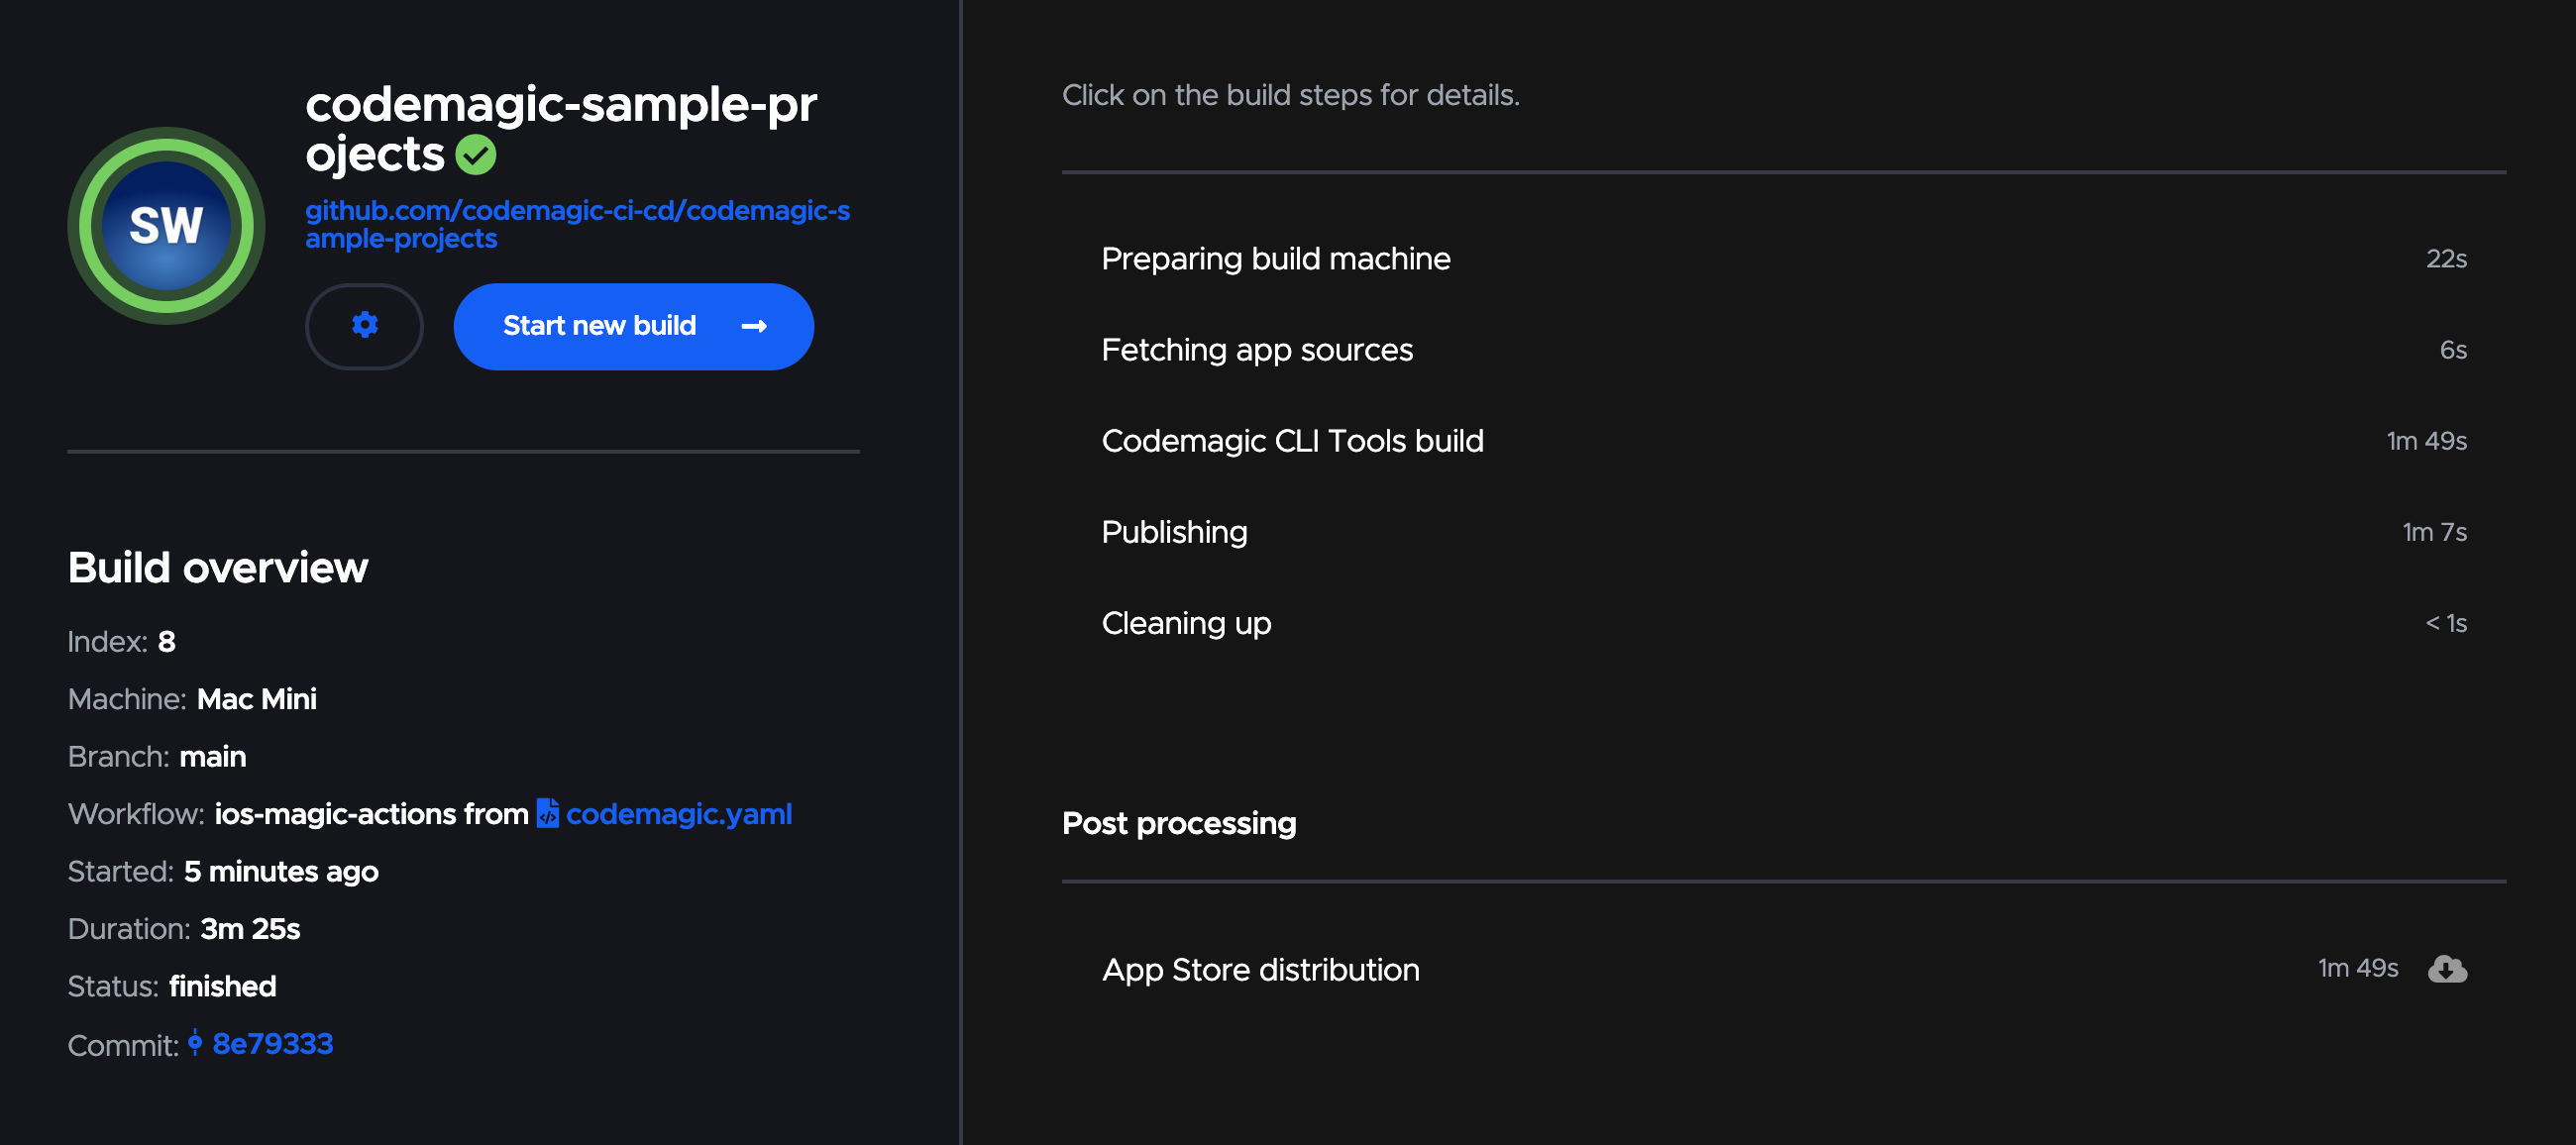 SW
codemagic-sample-pr
ojects
github.com/codemagic-ci-cd/codemagic-s
ample-projects
Start new build
Build overview
Index: 8
Machine: Mac Mini
Branch: main
Workflow: ios-magic-actions from codemagic.yaml
Started: 5 minutes ago
Duration: 3m 25s
Status: finished
Commit: 8e79333
Click on the build steps for details.
Preparing build machine 22s
Fetching app sources 6s
Codemagic CLI Tools build 1m 49s
Publishing 1m 7s
Cleaning up < 1s
Post processing
App Store distribution 1m 49s